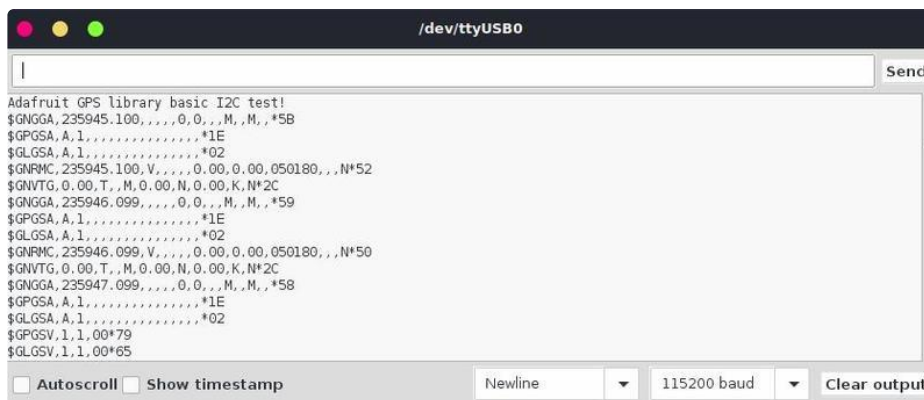 /dev/ttyUSB0
Send
Adafruit GPS library basic I2C test!
$GNGGA,235945.100,,,,,0,0,,,M,,M,,*5B
$GPGSA,A,1,,,,,,,,,,,,,,,*1E
$GLGSA,A,1,,,,,,,,,,,,,,,*02
$GNRMC,235945.100,V,,,,,0.00,0.00,050180,,,N*52
$GNVTG,0.00,T,,M,0.00,N,0.00,K,N*2C
$GNGGA,235946.099,,,,,0,0,,,M,,M,,*59
$GPGSA,A,1,,,,,,,,,,,,,,,*1E
$GLGSA,A,1,,,,,,,,,,,,,,,*02
$GNRMC,235946.099,V,,,,,0.00,0.00,050180,,,N*50
$GNVTG,0.00,T,,M,0.00,N,0.00,K,N*2C
$GNGGA,235947.099,,,,,0,0,,,M,,M,,*58
$GPGSA,A,1,,,,,,,,,,,,,,,*1E
$GLGSA,A,1,,,,,,,,,,,,,,,*02
$GPGSV,1,1,00*79
$GLGSV,1,1,00*65
Autoscroll Show timestamp Newline 115200 baud Clear output